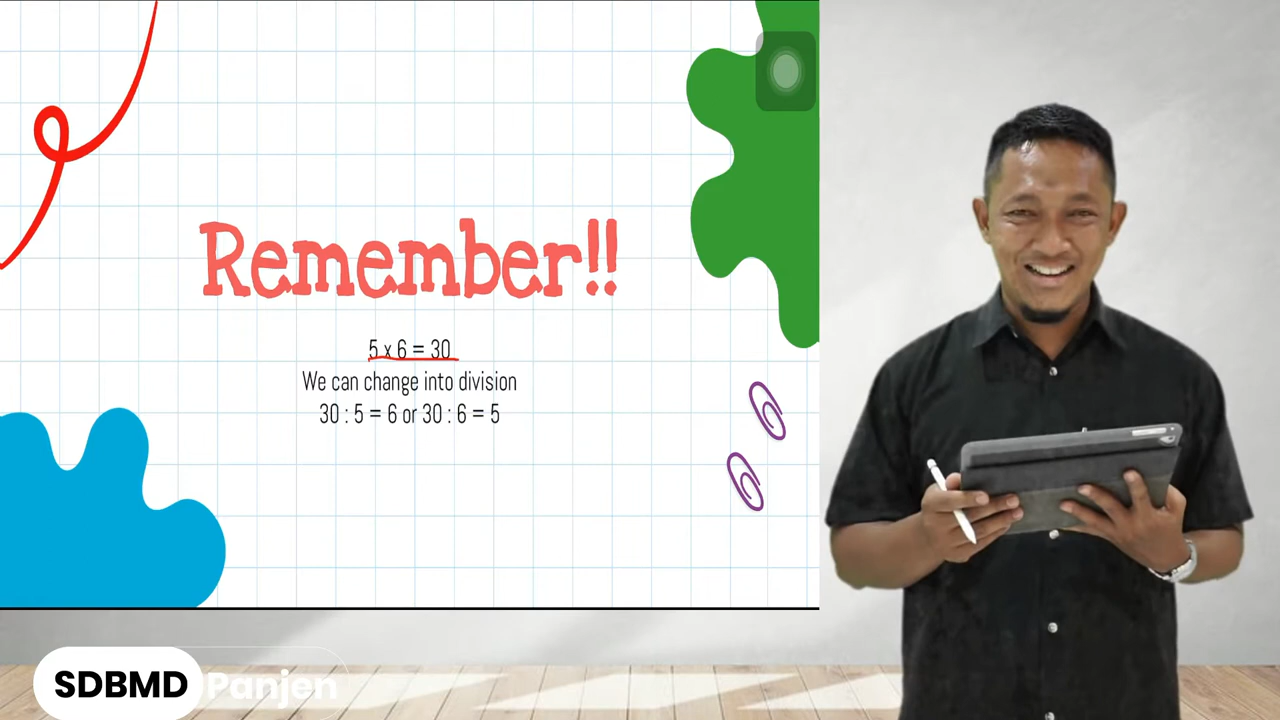 Remember!!
5 x 6 = 30
We can change into division
30 : 5 = 6 or 30 : 6 = 5
SDBMD Panjen